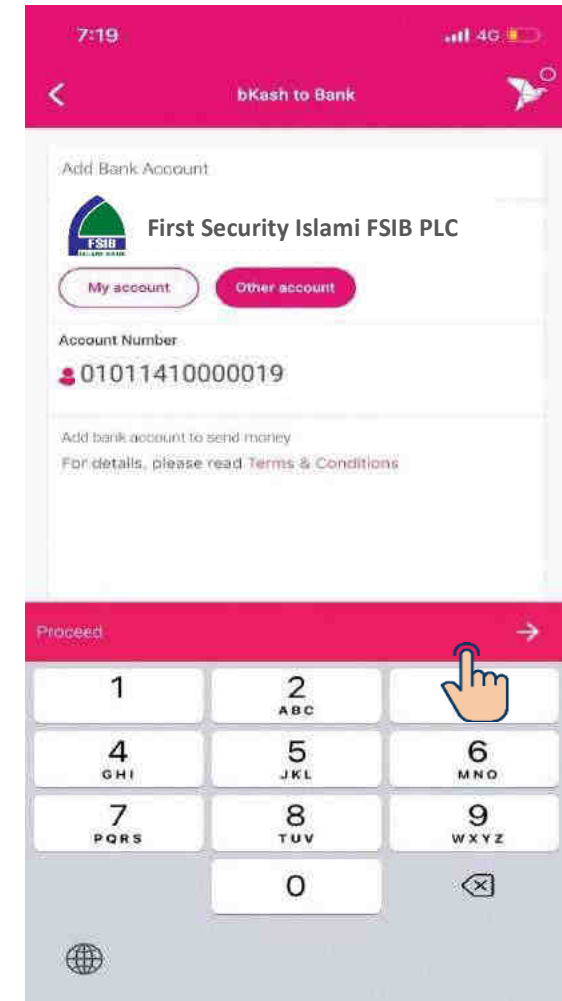 7:19
4G
bKash to Bank
Add Bank Account
FSIB
ISLAMI BANK
First Security Islami FSIB PLC
My account
Other account
Account Number
01011410000019
Add bank account to send money
For details, please read Terms & Conditions
Proceed
1
2
ABC
4
GHI
5
JKL
6
MNO
7
PQRS
8
TUV
9
WXYZ
0